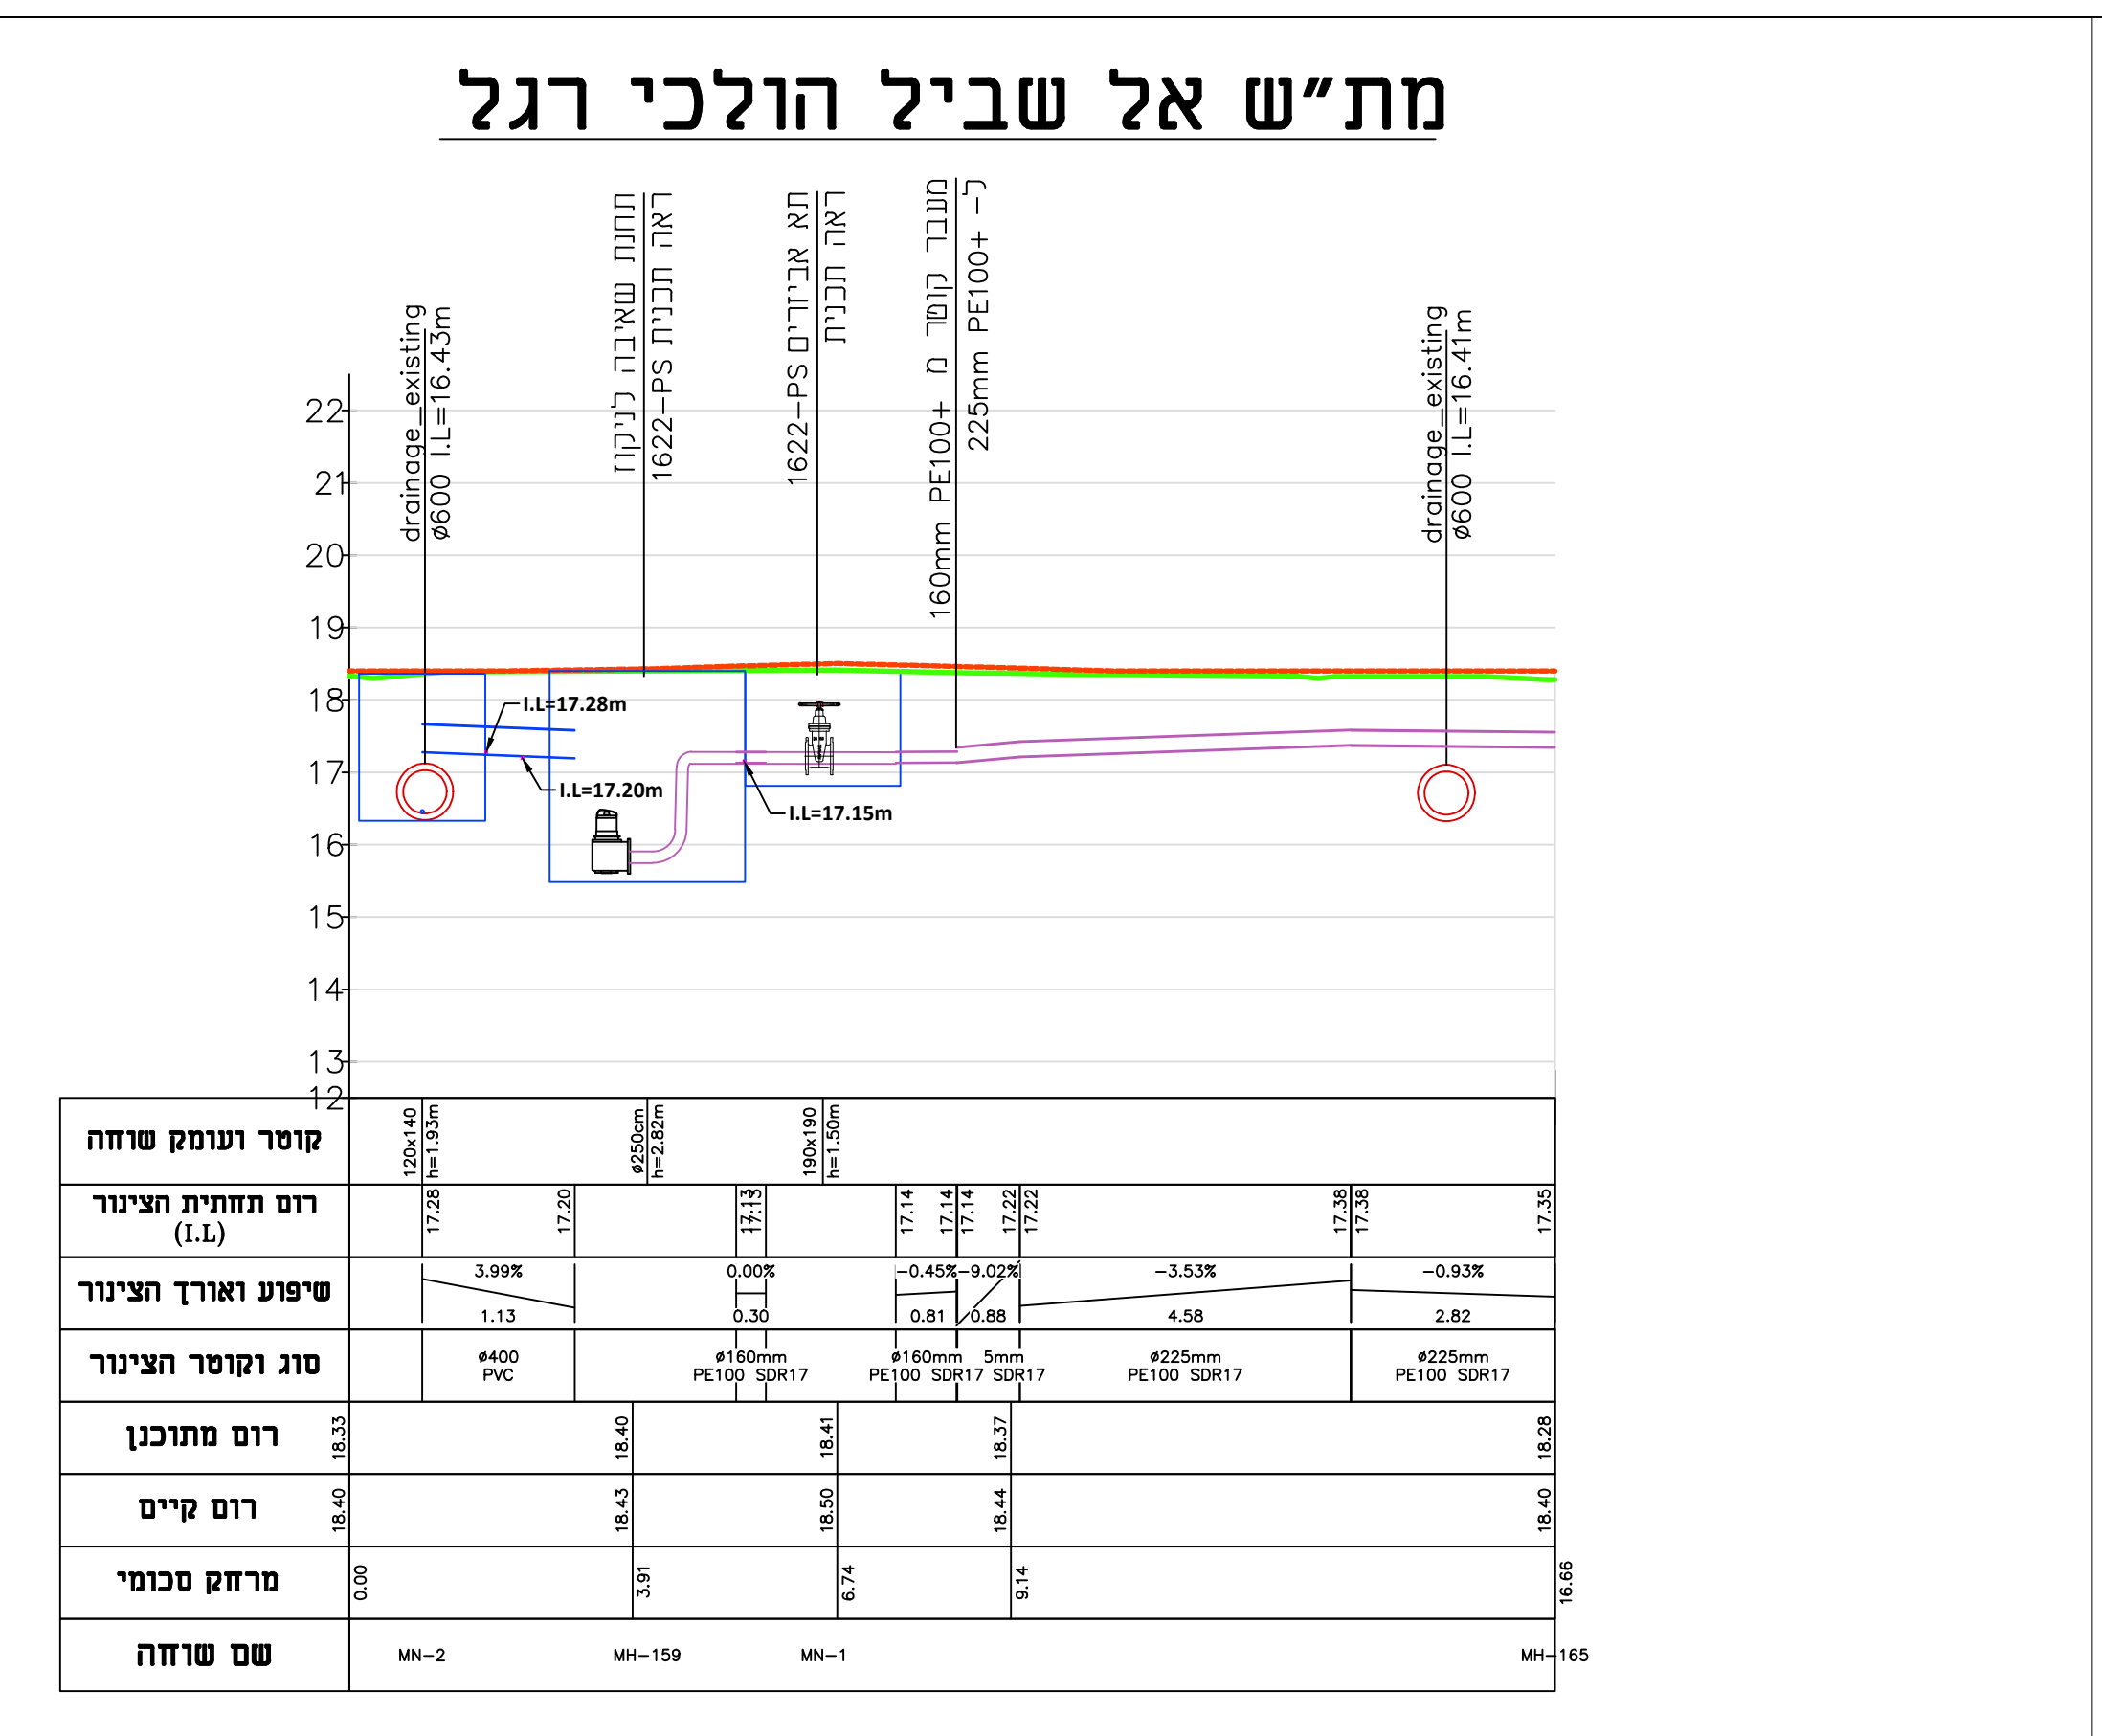 מת״ש אל שביל הולכי רגל
drainage_existing
ø600 I.L=16.43m
תחנת שאיבה לניקוז
ראה תכנית 1622-PS
תא אביזרים 1622-PS
ראה תכנית
מעבר קוטר מ 160mm PE100+
ל- 225mm PE100+
drainage_existing
ø600 I.L=16.41m
22
21
20
19
18
17
16
15
14
13
12
I.L=17.28m
I.L=17.20m
I.L=17.15m
קוטר ועומק שוחה
120x140
h=1.93m
ø250cm
h=2.82m
190x190
h=1.50m
רום תחתית הצינור
(I.L)
17.28
17.20
17.13
17.13
17.14
17.14
17.14
17.22
17.22
17.38
17.38
17.35
שיפוע ואורך הצינור
3.99%
0.00%
-0.45%
-9.02%
-3.53%
-0.93%
1.13
0.30
0.81
0.88
4.58
2.82
סוג וקוטר הצינור
ø400
PVC
ø160mm
PE100 SDR17
ø160mm
PE100 SDR17
5mm
SDR17
ø225mm
PE100 SDR17
ø225mm
PE100 SDR17
רום מתוכנן
18.33
18.40
18.41
18.37
18.28
רום קיים
18.40
18.43
18.50
18.44
18.40
מרחק סכומי
0.00
3.91
6.74
9.14
16.66
שם שוחה
MN-2
MH-159
MN-1
MH-165